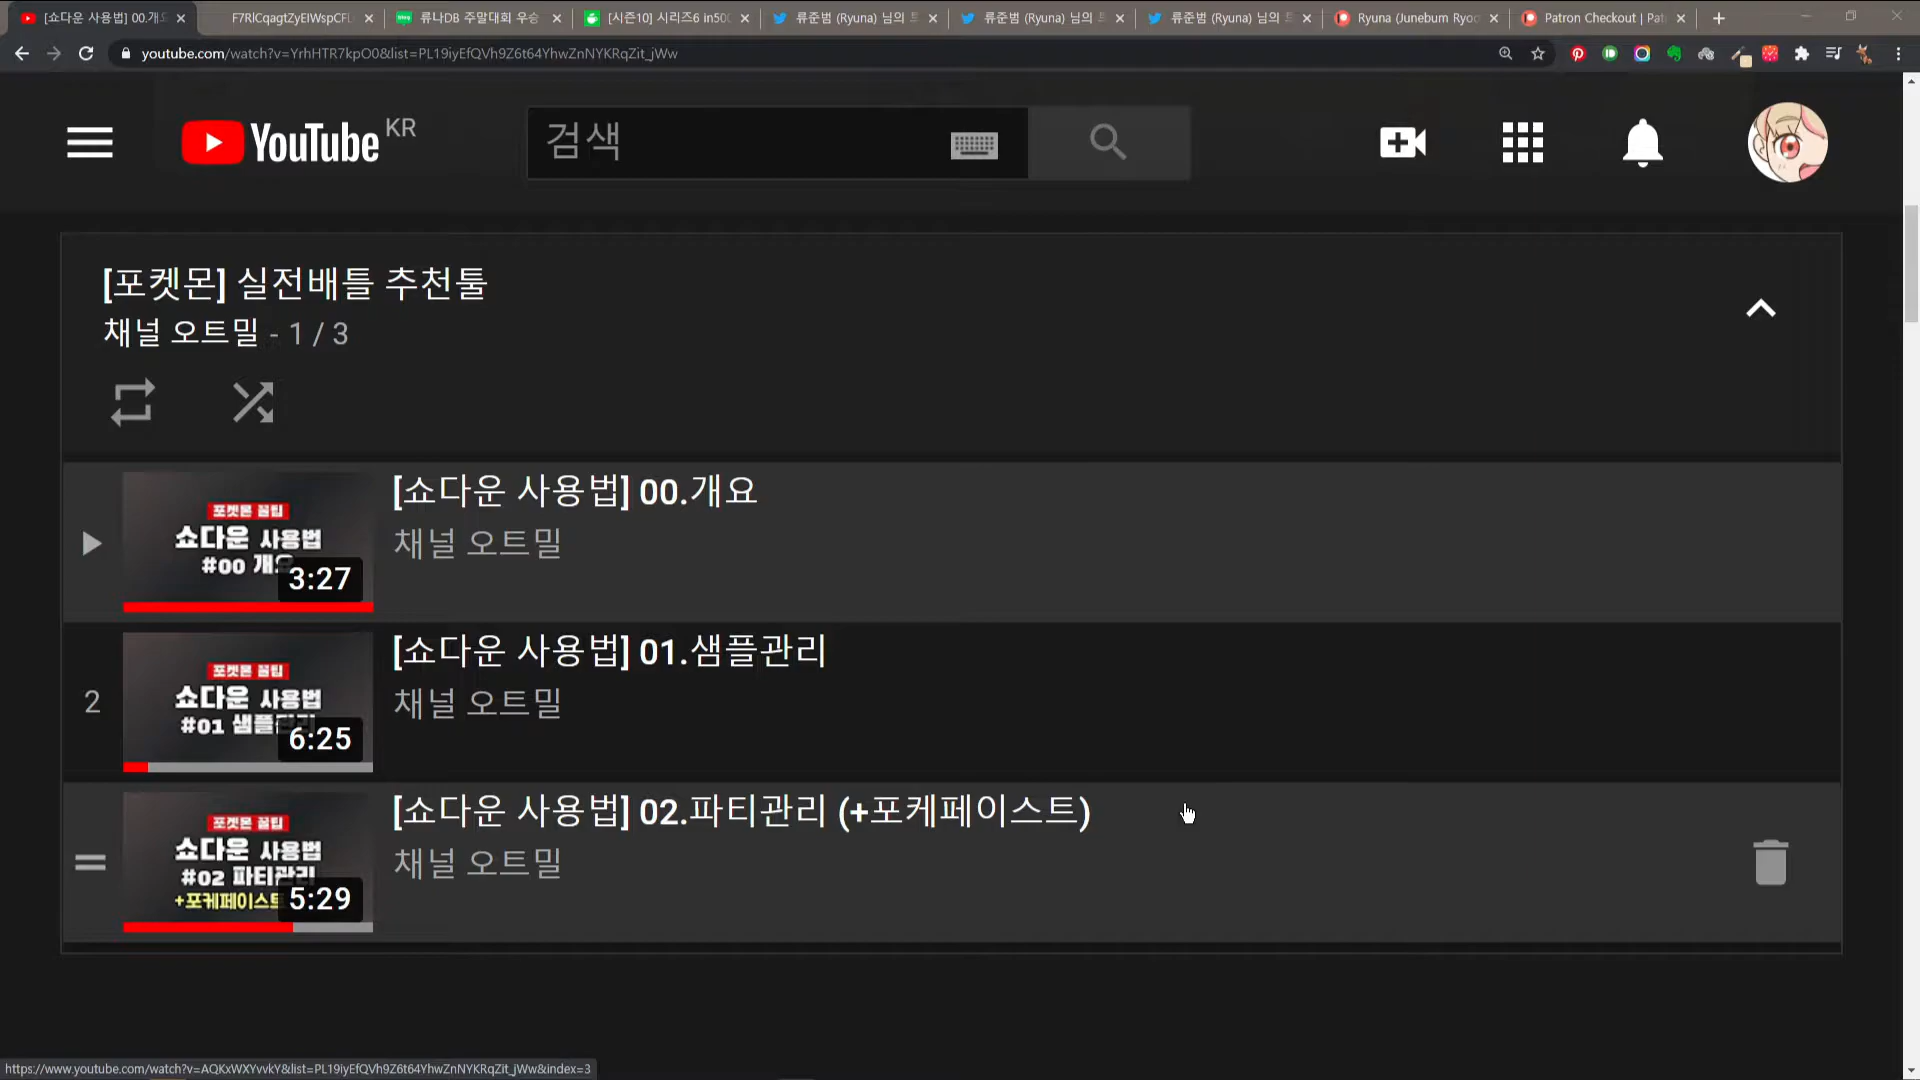 [쇼다운 사용법] 00.개요
F7RlCqagtZyElWspCFL
류나DB 주말대회 우승
[시즌10] 시리즈6 in500
류준범 (Ryuna) 님의 트
류준범 (Ryuna) 님의 트
류준범 (Ryuna) 님의 트
Ryuna (Junebum Ryoo
Patron Checkout | Pat
youtube.com/watch?v=YrhHTR7kpO0&list=PL19iyEfQVh9Z6t64YhwZnNYKRqZit_jWw
YouTube KR
검색
[포켓몬] 실전배틀 추천툴
채널 오트밀 - 1 / 3
포켓몬 꿀팁
쇼다운 사용법
#00 개요
3:27
[쇼다운 사용법] 00.개요
채널 오트밀
2
포켓몬 꿀팁
쇼다운 사용법
#01 샘플관리
6:25
[쇼다운 사용법] 01.샘플관리
채널 오트밀
포켓몬 꿀팁
쇼다운 사용법
#02 파티관리
+포케페이스트
5:29
[쇼다운 사용법] 02.파티관리 (+포케페이스트)
채널 오트밀
https://www.youtube.com/watch?v=AQKxWXYvvkY&list=PL19iyEfQVh9Z6t64YhwZnNYKRqZit_jWw&index=3